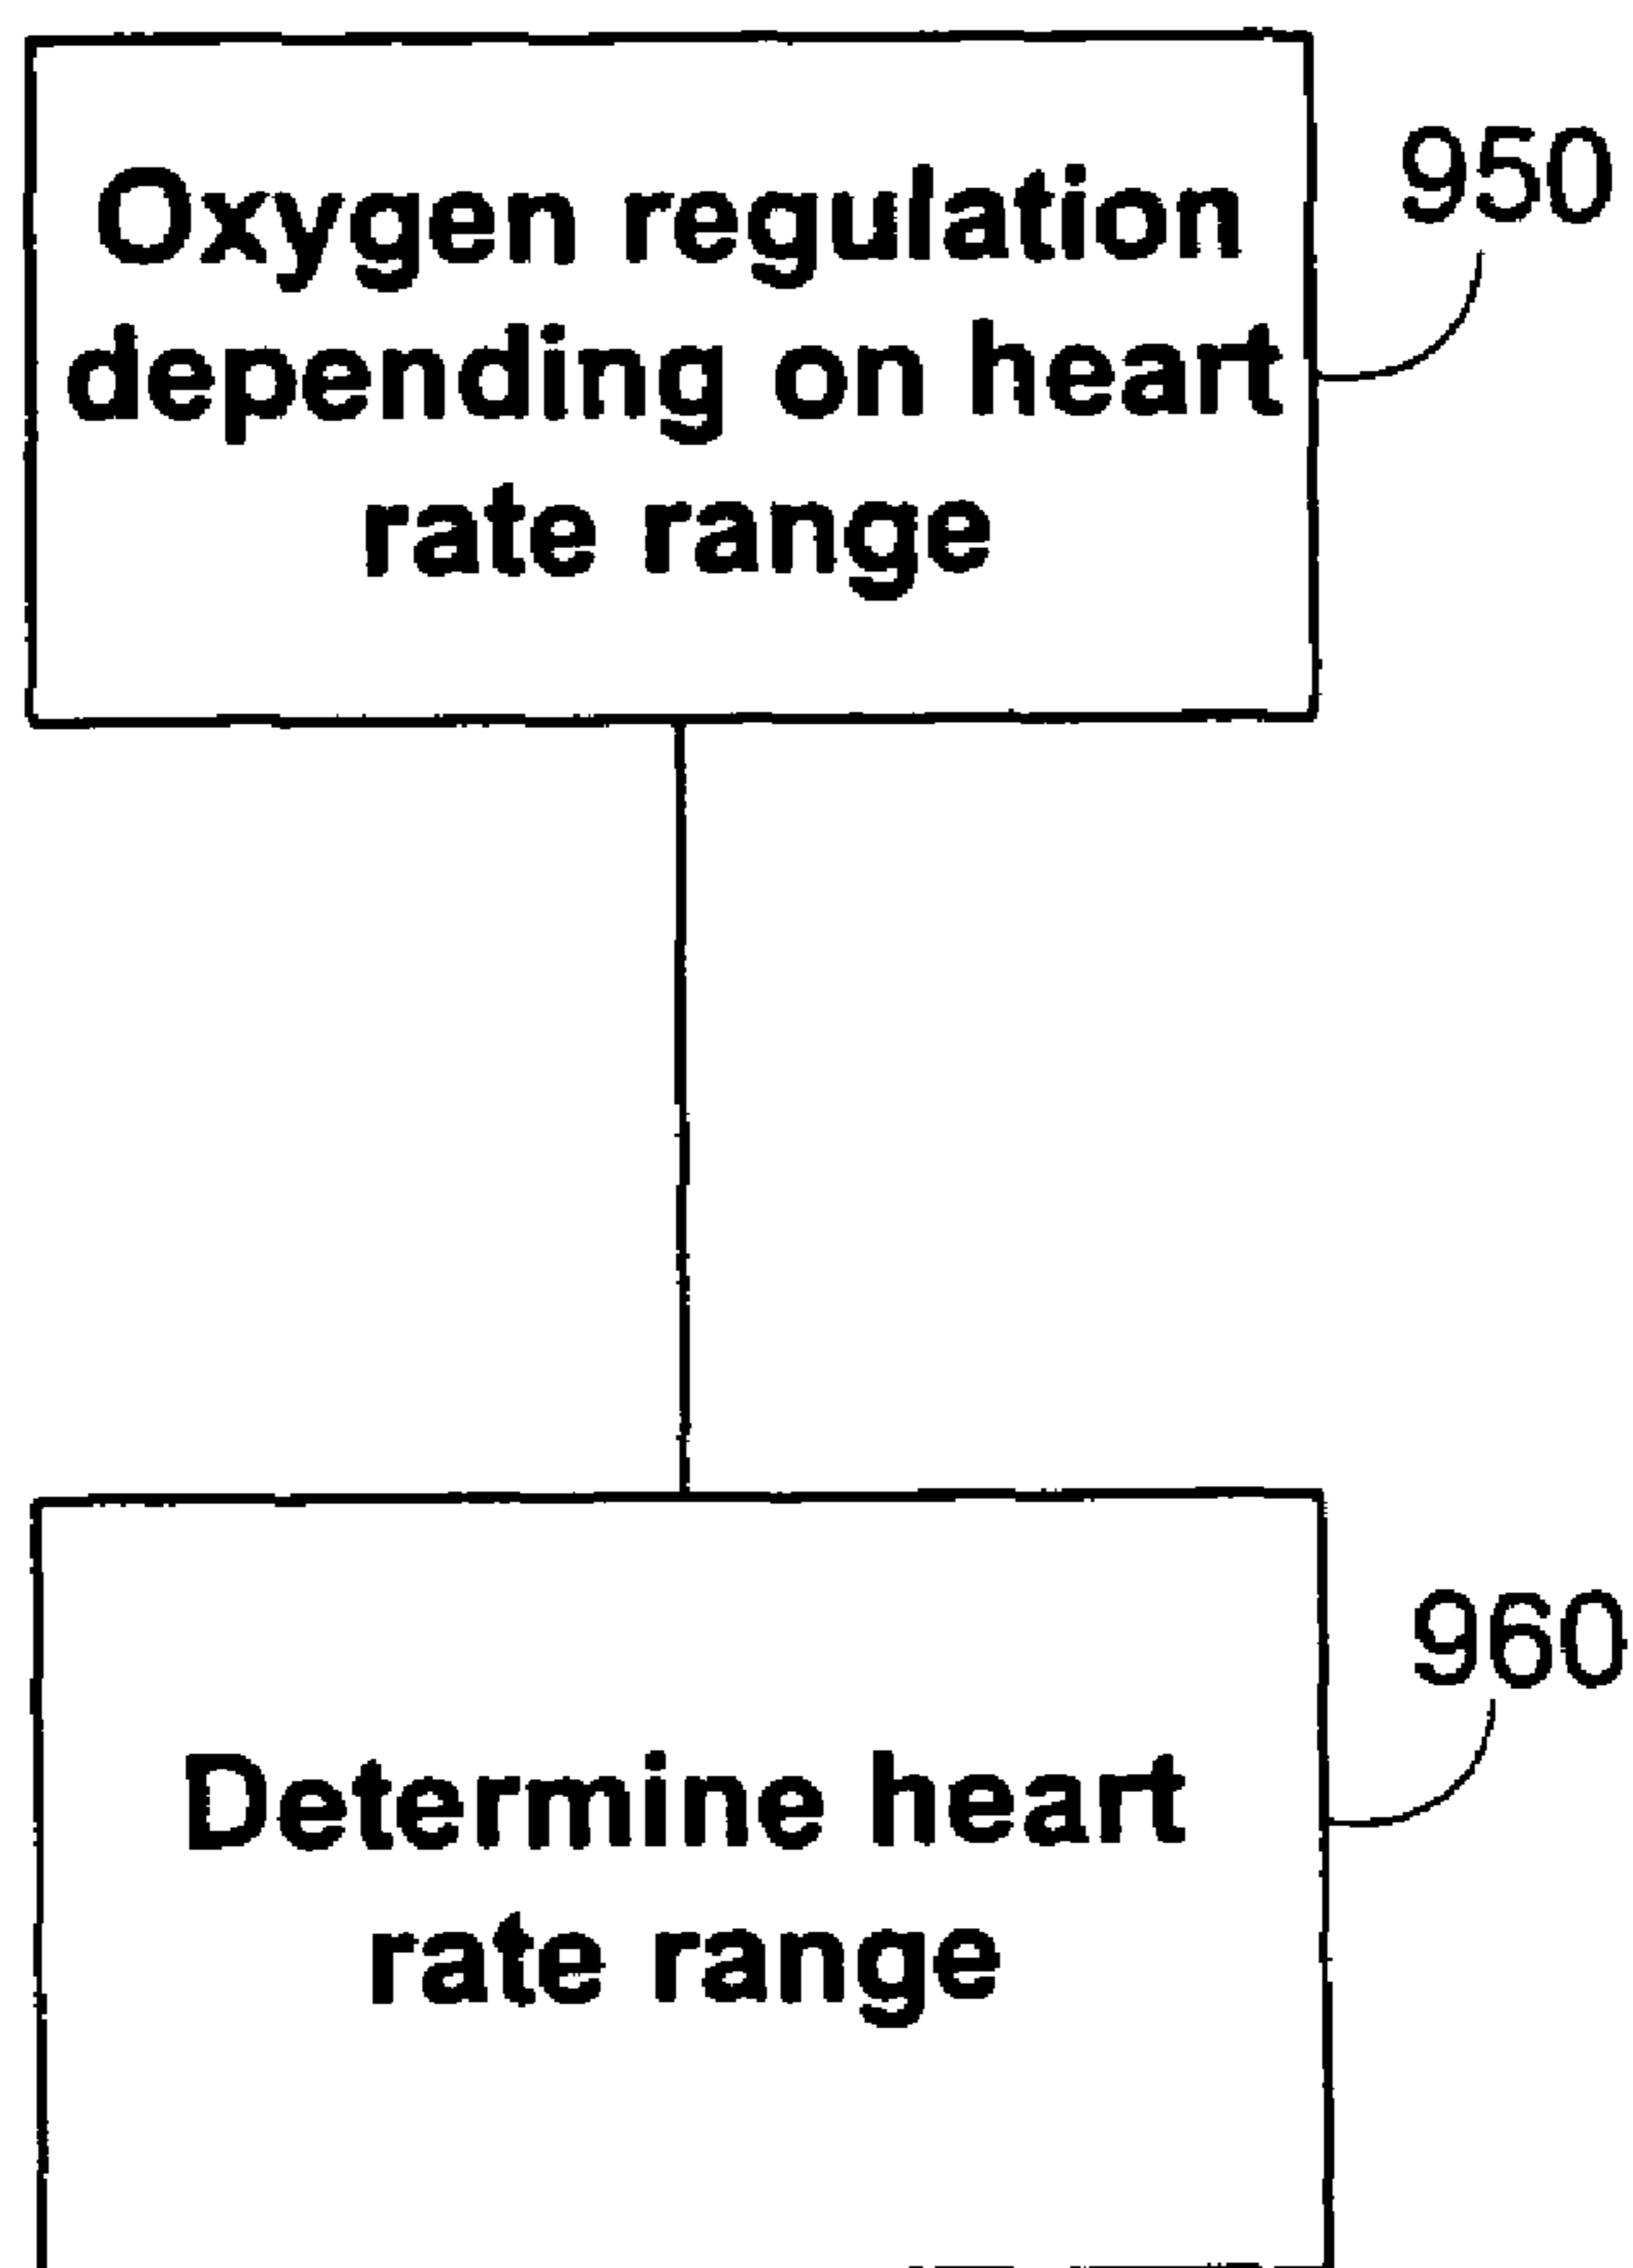 950
Oxygen regulation
depending on heart
rate range
960
Determine heart
rate range